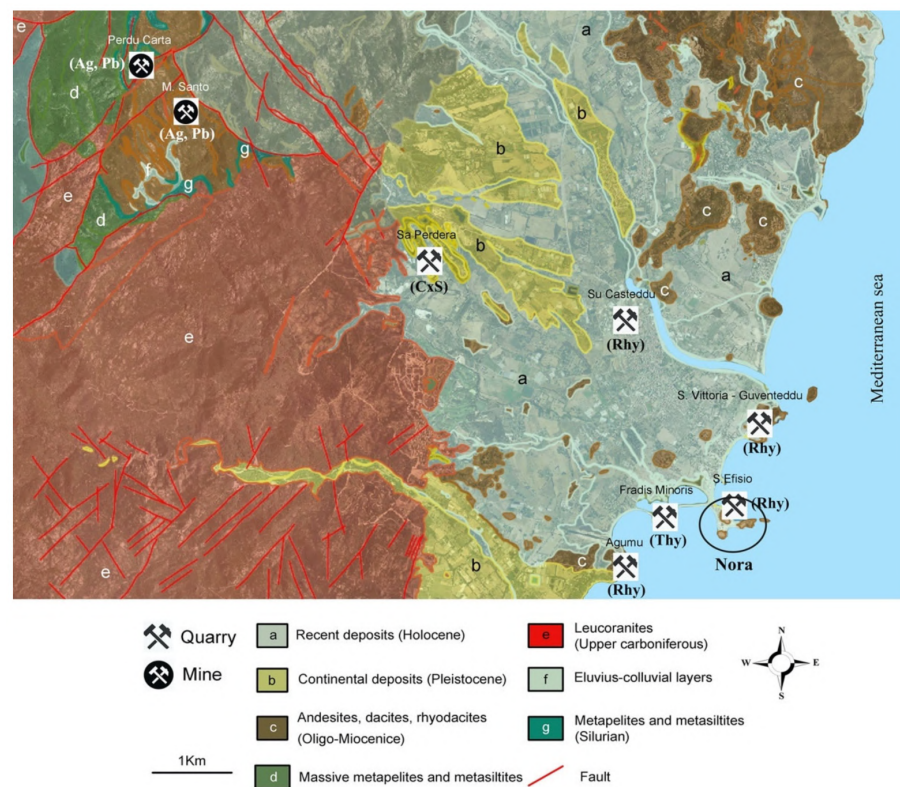 e
Perdu Carta
(Ag, Pb)
d
M. Santo
(Ag, Pb)
a
c
b
b
g
f
g
e
d
c
c
Sa Perdera
b
(CxS)
a
c
Su Casteddu
(Rhy)
e
Mediterranean sea
a
S. Vittoria - Guventeddu
(Rhy)
S.Efisio
Fradis Minoris
(Rhy)
(Thy)
Agumu
Nora
e
b
c
(Rhy)
Quarry
Mine
1Km
a Recent deposits (Holocene)
b Continental deposits (Pleistocene)
c Andesites, dacites, rhyodacites
(Oligo-Miocenice)
d Massive metapelites and metasiltites
e Leucoranites
(Upper carboniferous)
f Eluvius-colluvial layers
g Metapelites and metasiltites
(Silurian)
Fault
N
W E
S